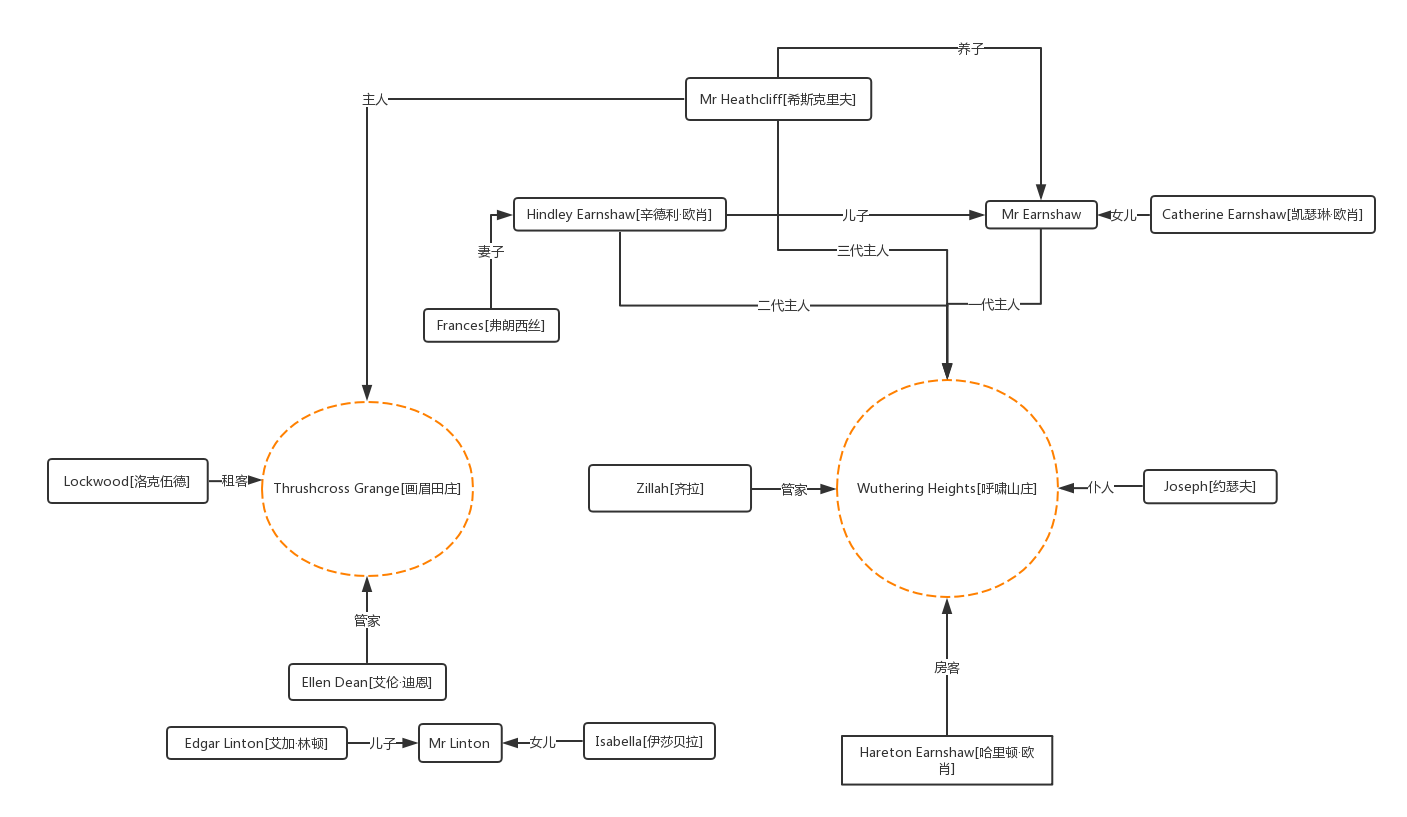 养子
Mr Heathcliff[希斯克里夫]
主人
Hindley Earnshaw[辛德利·欧肖]
儿子
Mr Earnshaw
女儿
Catherine Earnshaw[凯瑟琳·欧肖]
妻子
三代主人
二代主人
一代主人
Frances[弗朗西丝]
Lockwood[洛克伍德]
租客
Thrushcross Grange[画眉田庄]
Zillah[齐拉]
管家
Wuthering Heights[呼啸山庄]
仆人
Joseph[约瑟夫]
管家
Ellen Dean[艾伦·迪恩]
房客
Edgar Linton[艾加·林顿]
儿子
Mr Linton
女儿
Isabella[伊莎贝拉]
Hareton Earnshaw[哈里顿·欧
肖]